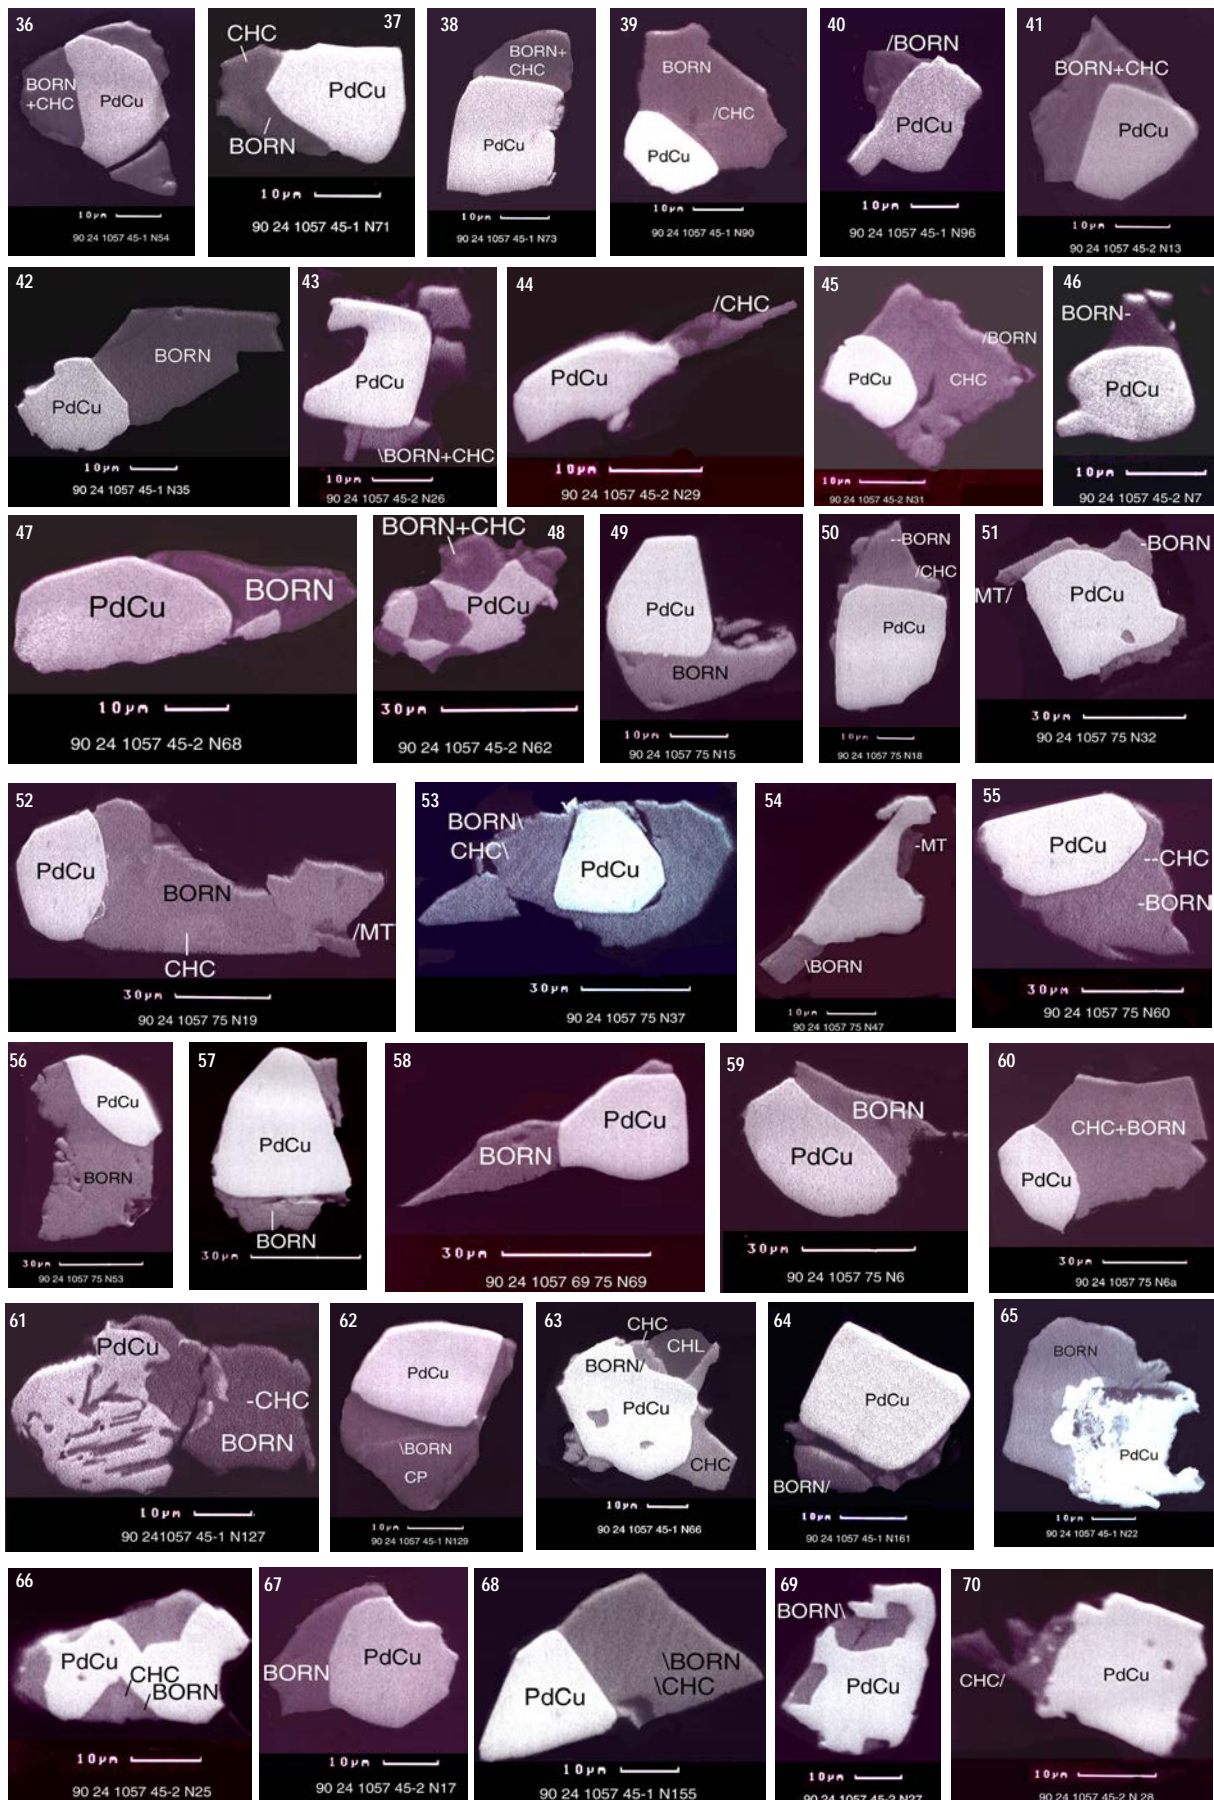 36
BORN
+CHC
PdCu
10µm
90 24 1057 45-1 N54
37
CHC
PdCu
/
BORN
10µm
90 24 1057 45-1 N71
38
BORN+
CHC
PdCu
10µm
90 24 1057 45-1 N73
39
BORN
/CHC
PdCu
10µm
90 24 1057 45-1 N90
40
/BORN
PdCu
10µm
90 24 1057 45-1 N96
41
BORN+CHC
PdCu
10µm
90 24 1057 45-2 N13
42
BORN
PdCu
10µm
90 24 1057 45-1 N35
43
PdCu
\BORN+CHC
10µm
90 24 1057 45-2 N26
44
/CHC
PdCu
10µm
90 24 1057 45-2 N29
45
/BORN
PdCu
CHC
10µm
90 24 1057 45-2 N31
46
BORN-
PdCu
10µm
90 24 1057 45-2 N7
47
BORN
PdCu
10µm
90 24 1057 45-2 N68
BORN+CHC
48
\
PdCu
30µm
90 24 1057 45-2 N62
49
PdCu
BORN
10µm
90 24 1057 75 N15
50
--BORN
/CHC
PdCu
10µm
90 24 1057 75 N18
51
-BORN
MT/
PdCu
30µm
90 24 1057 75 N32
52
PdCu
BORN
/MT
CHC
30µm
90 24 1057 75 N19
53
BORN\
CHC\
PdCu
30µm
90 24 1057 75 N37
54
-MT
\BORN
10µm
90 24 1057 75 N47
55
PdCu
--CHC
-BORN
30µm
90 24 1057 75 N60
56
PdCu
BORN
30µm
90 24 1057 75 N53
57
PdCu
BORN
30µm
58
PdCu
BORN
30µm
90 24 1057 69 75 N69
59
BORN
PdCu
30µm
90 24 1057 75 N6
60
CHC+BORN
PdCu
30µm
90 24 1057 75 N6a
61
PdCu
-CHC
BORN
10µm
90 241057 45-1 N127
62
PdCu
\BORN
CP
10µm
90 24 1057 45-1 N129
63
CHC
/
CHL
BORN/
PdCu
CHC
10µm
90 24 1057 45-1 N66
64
PdCu
BORN/
10µm
90 24 1057 45-1 N161
65
BORN
PdCu
10µm
90 24 1057 45-1 N22
66
PdCu
CHC
/BORN
10µm
90 24 1057 45-2 N25
67
PdCu
BORN
10µm
90 24 1057 45-2 N17
68
\BORN
\CHC
PdCu
10µm
90 24 1057 45-1 N155
69
BORN\
PdCu
10µm
90 24 1057 45-2 N27
70
CHC/
PdCu
10µm
90 24 1057 45-2 N 28